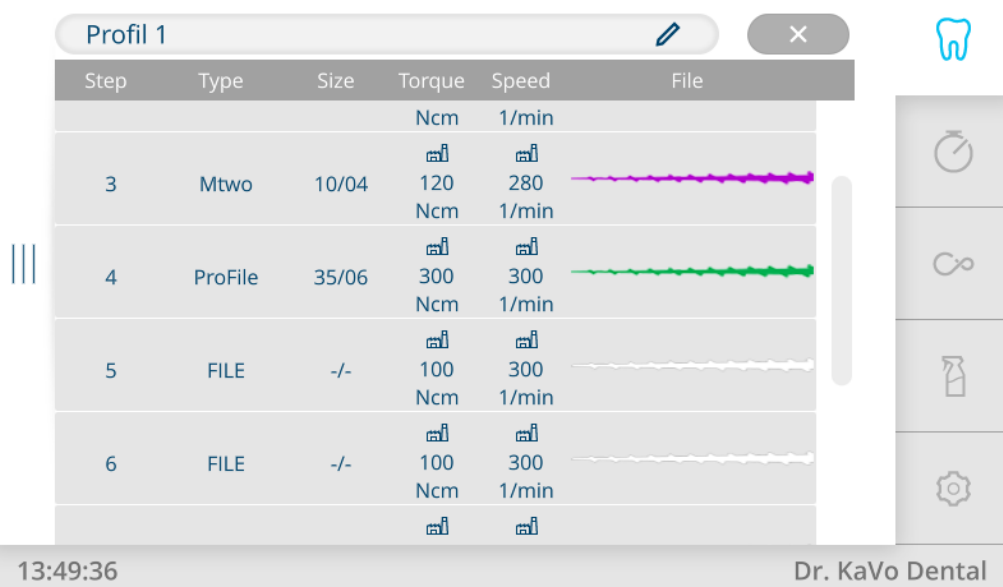 Profil 1
Step Type Size Torque Speed File
Ncm 1/min
3 Mtwo 10/04 120 280
Ncm 1/min
4 ProFile 35/06 300 300
Ncm 1/min
5 FILE -/- 100 300
Ncm 1/min
6 FILE -/- 100 300
Ncm 1/min
13:49:36 Dr. KaVo Dental